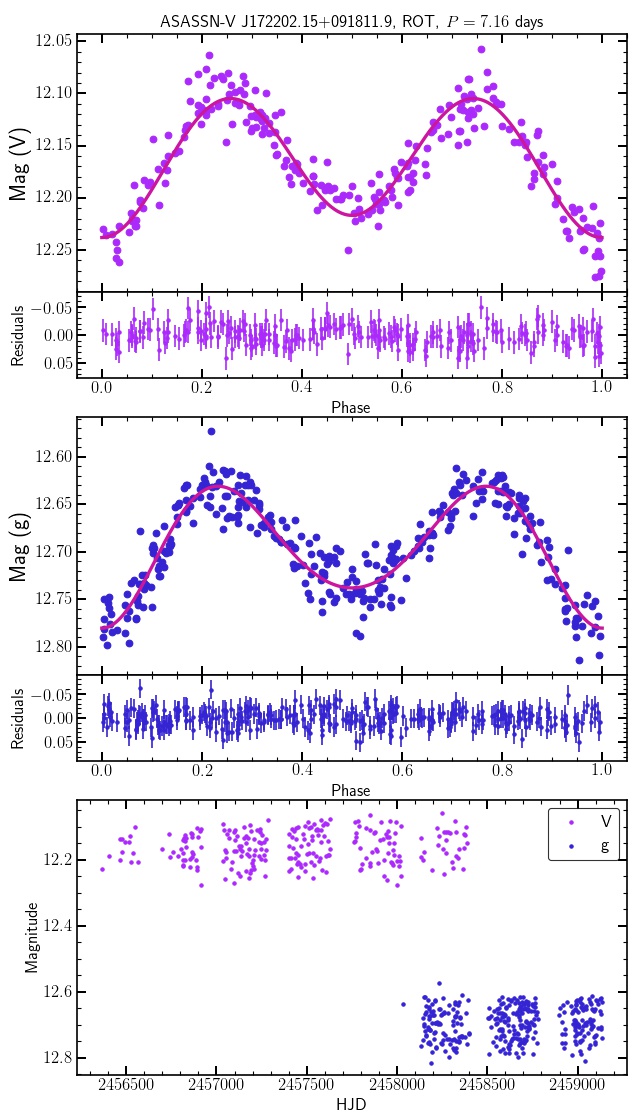 ASASSN-V J172202.15+091811.9, ROT, P = 7.16 days
12.05
12.10
12.15
12.20
12.25
Mag (V)
−0.05
0.00
0.05
Residuals
0.0 0.2 0.4 0.6 0.8 1.0
Phase
12.60
12.65
12.70
12.75
12.80
Mag (g)
−0.05
0.00
0.05
Residuals
0.0 0.2 0.4 0.6 0.8 1.0
Phase
V
g
12.2
12.4
12.6
12.8
Magnitude
2456500 2457000 2457500 2458000 2458500 2459000
HJD